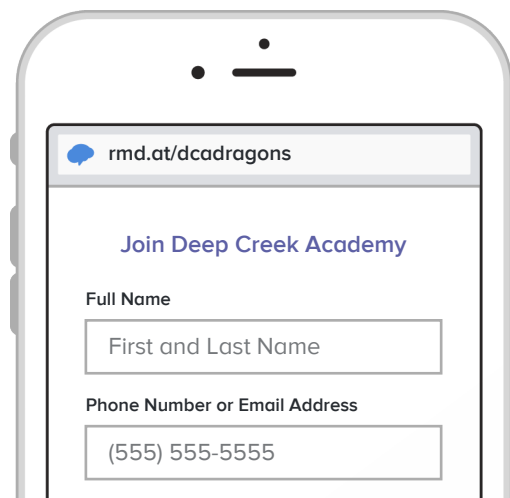 rmd.at/dcadragons
Join Deep Creek Academy
Full Name
First and Last Name
Phone Number or Email Address
(555) 555-5555